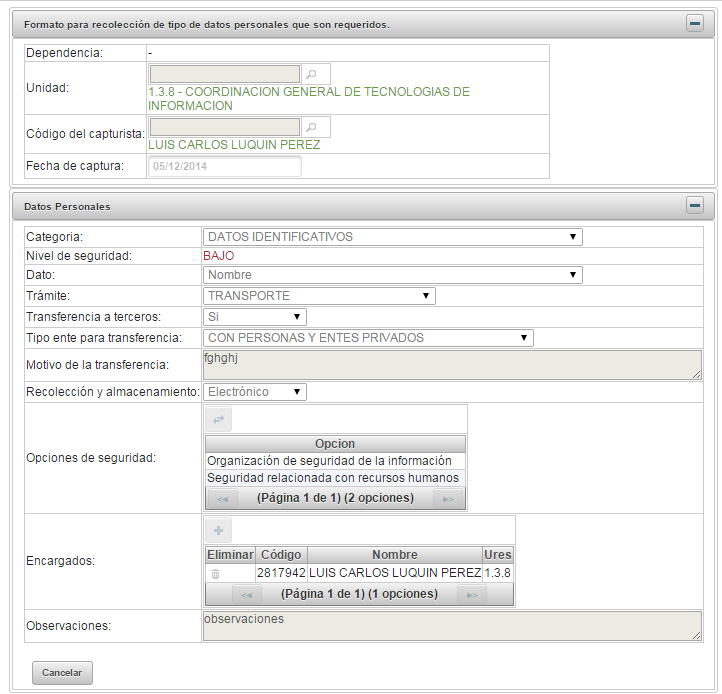 Formato para recolección de tipo de datos personales que son requeridos.
Dependencia: -
Unidad:
1.3.8 - COORDINACION GENERAL DE TECNOLOGIAS DE
INFORMACION
Código del capturista:
LUIS CARLOS LUQUIN PEREZ
Fecha de captura: 05/12/2014
Datos Personales
Categoria: DATOS IDENTIFICATIVOS
Nivel de seguridad: BAJO
Dato: Nombre
Trámite: TRANSPORTE
Transferencia a terceros: Si
Tipo ente para transferencia: CON PERSONAS Y ENTES PRIVADOS
Motivo de la transferencia: fghghj
Recolección y almacenamiento: Electrónico
Opciones de seguridad:
Opcion
Organización de seguridad de la información
Seguridad relacionada con recursos humanos
(Página 1 de 1) (2 opciones)
Encargados:
Eliminar Código Nombre Ures
2817942 LUIS CARLOS LUQUIN PEREZ 1.3.8
(Página 1 de 1) (1 opciones)
Observaciones: observaciones
Cancelar